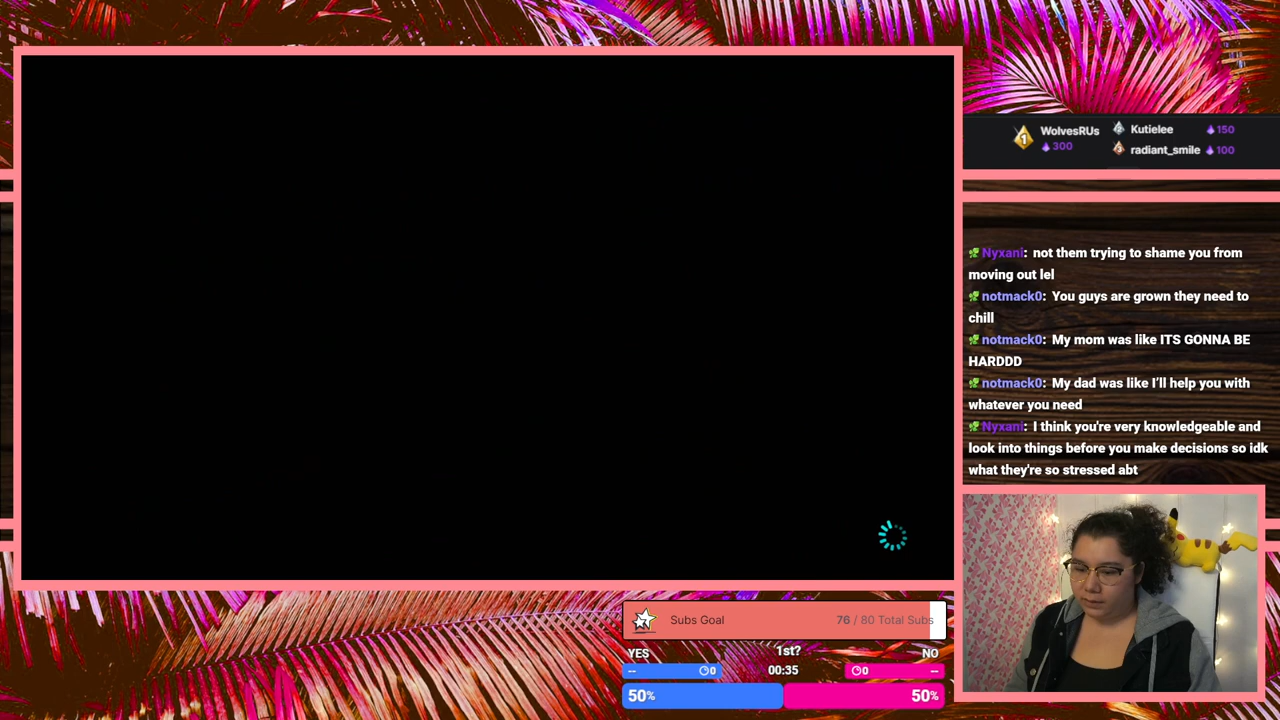 WolvesRUs
300
Kutielee
150
radiant_smile
100
1
Nyxani: not them trying to shame you from
moving out lel
notmack0: You guys are grown they need to
chill
notmack0: My mom was like ITS GONNA BE
HARDDD
notmack0: My dad was like I'll help you with
whatever you need
Nyxani: I think you're very knowledgeable and
look into things before you make decisions so idk
what they're so stressed abt
Subs Goal
76 / 80 Total Subs
YES
1st?
NO
--
0
00:35
0
--
50%
50%